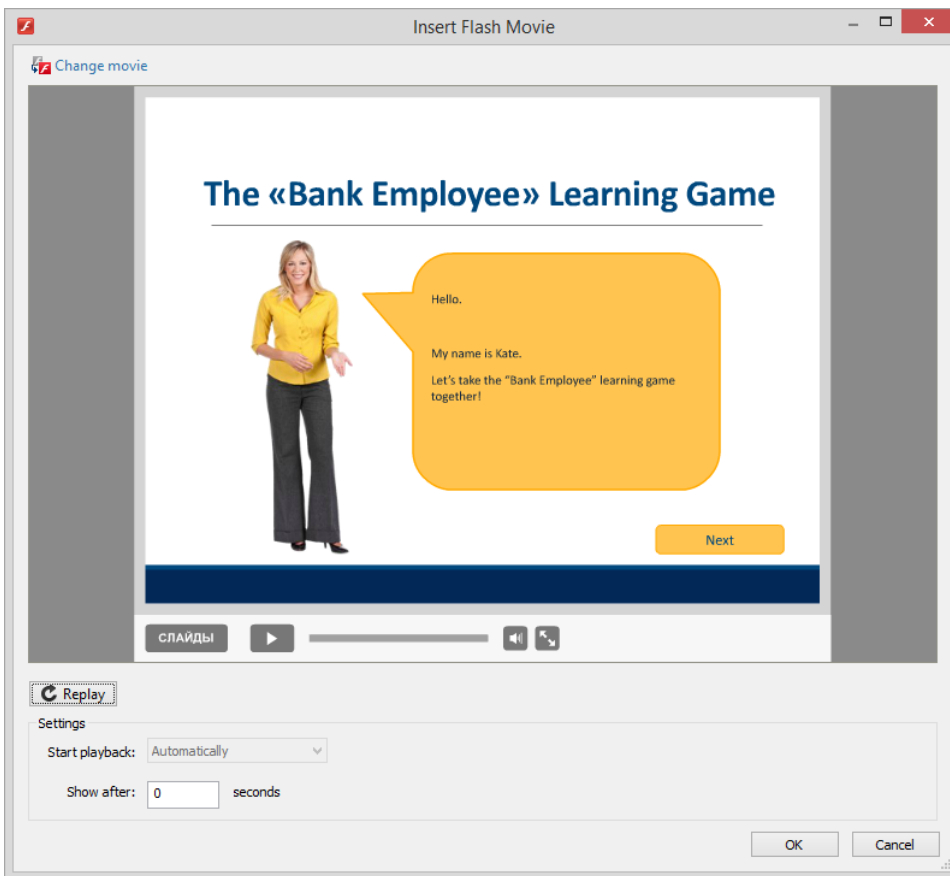 Insert Flash Movie
Change movie
The «Bank Employee» Learning Game
Hello.
My name is Kate.
Let's take the “Bank Employee” learning game
together!
Next
СЛАЙДЫ
Replay
Settings
Start playback: Automatically
Show after: 0 seconds
OK Cancel